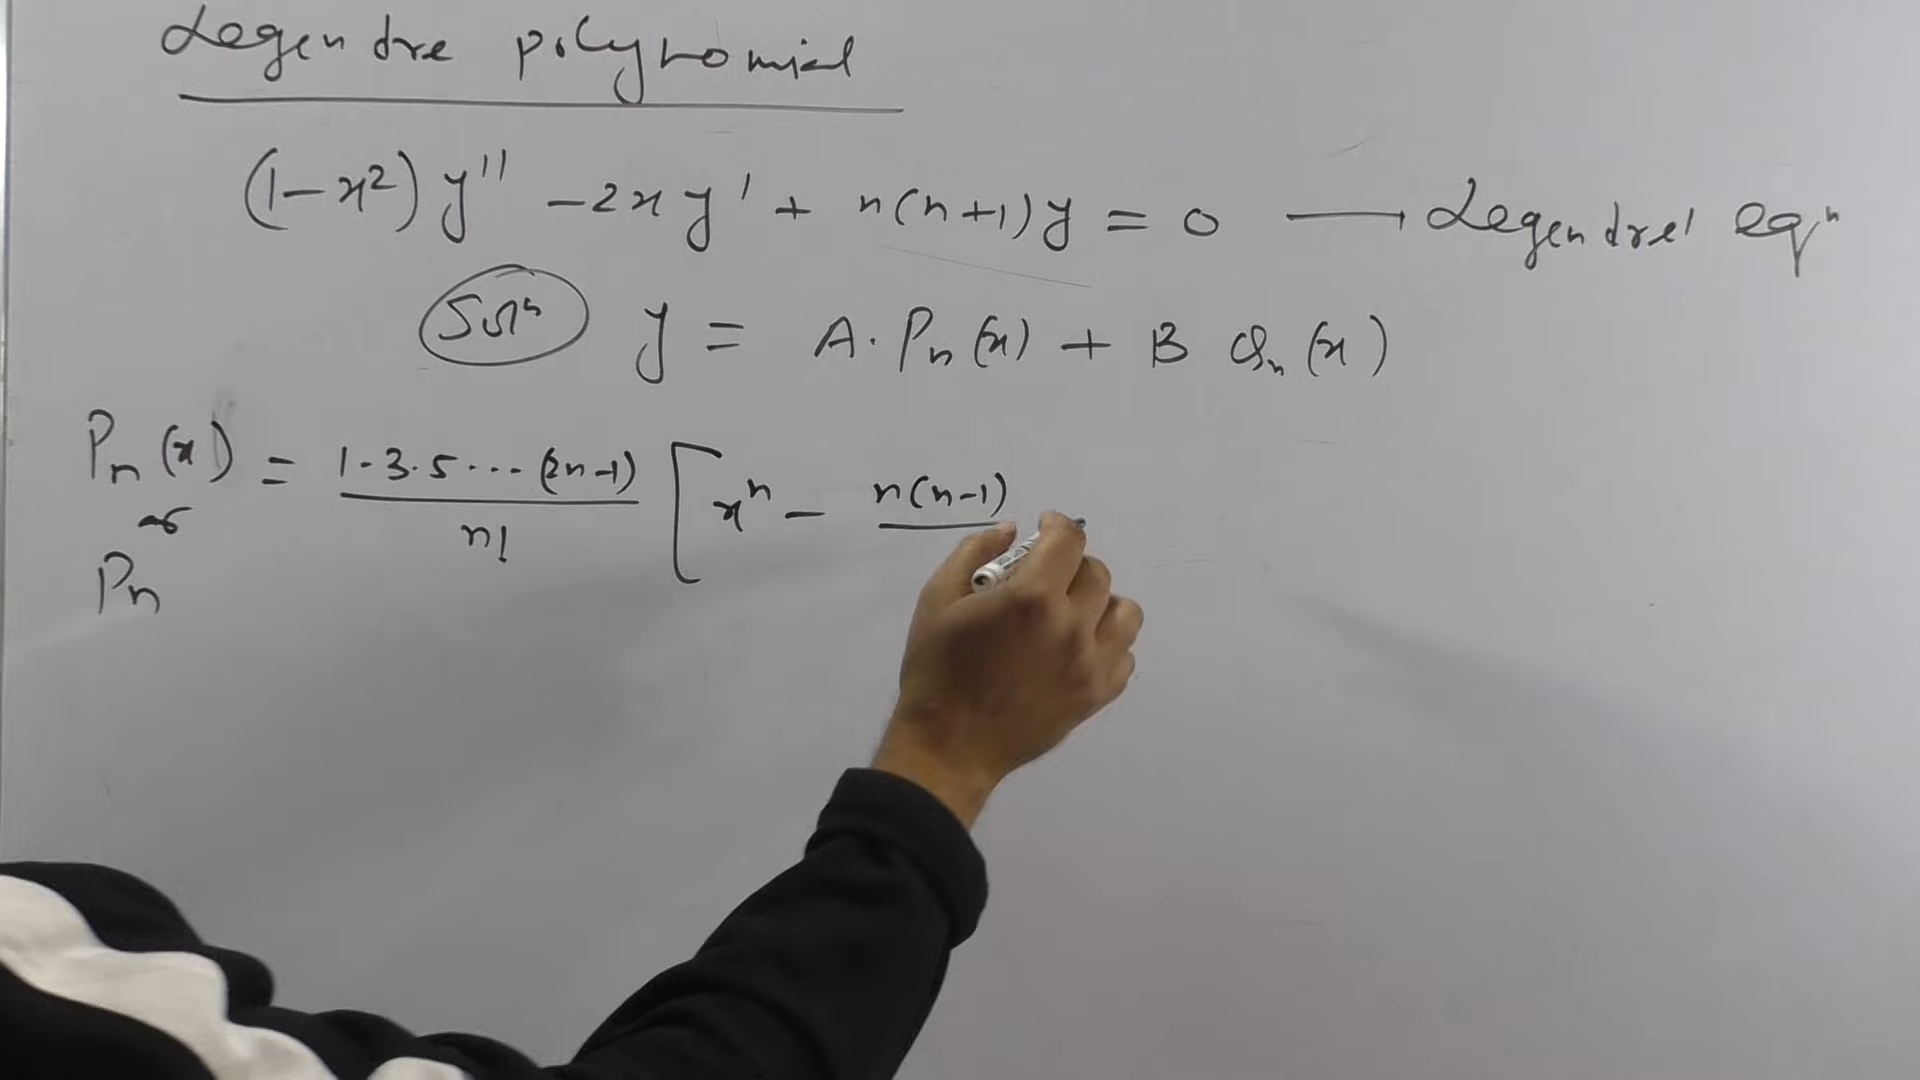 Legendre polynomial
(1-x²) y'' - 2x y' + n(n+1)y = 0 ⟶ Legendre' eqⁿ
Solⁿ y = A. Pₙ(x) + B Qₙ(x)
Pₙ(x) = 1.3.5...(2n-1) / n! [xⁿ - n(n-1)
or
Pₙ